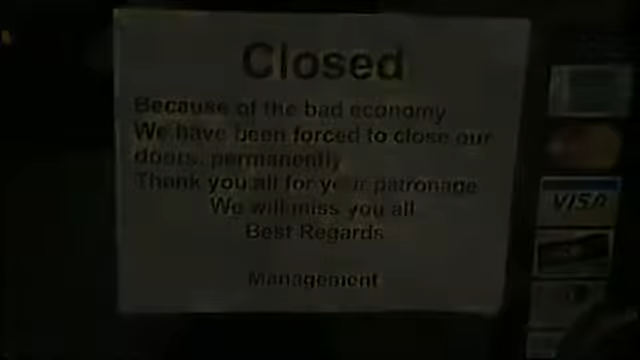 Closed
Because of the bad economy
We have been forced to close our
doors, permanently
Thank you all for your patronage
We will miss you all
Best Regards
Management
VISA